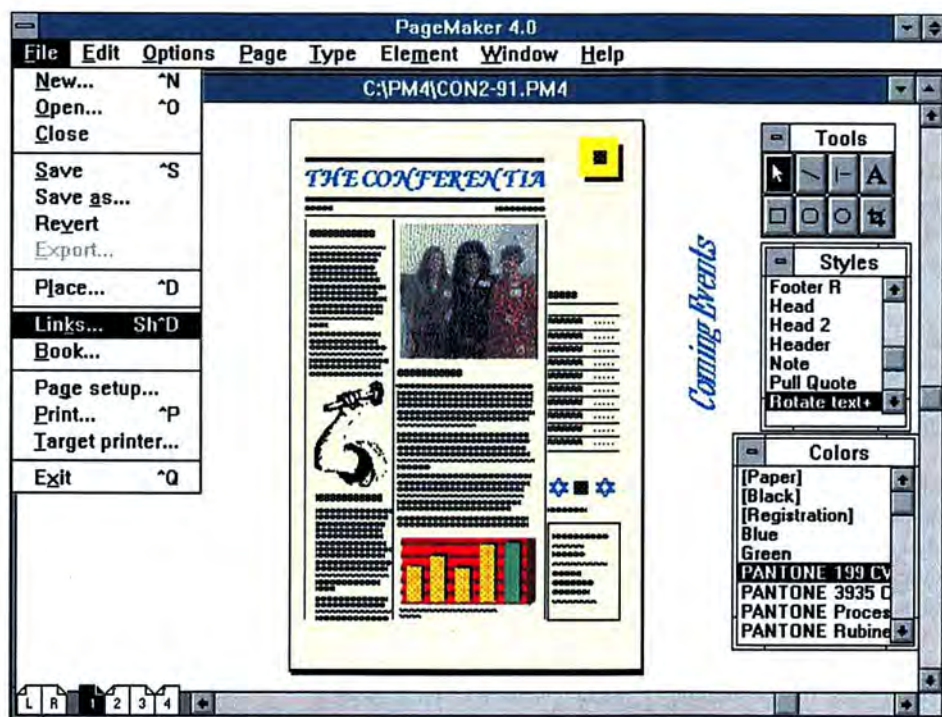 PageMaker 4.0
File Edit Options Page Type Element Window Help
C:\PM4\CON2-91.PM4
New... ^N
Open... ^O
Close
Save ^S
Save as...
Revert
Export...
Place... ^D
Links... Sh^D
Book...
Page setup...
Print... ^P
Target printer...
Exit ^Q
THE CONFERENTIA
Coming Events
Tools
A
Styles
Footer R
Head
Head 2
Header
Note
Pull Quote
Rotate text+
Colors
[Paper]
[Black]
[Registration]
Blue
Green
PANTONE 199 CV
PANTONE 3935 C
PANTONE Proces
PANTONE Rubine
L R 1 2 3 4